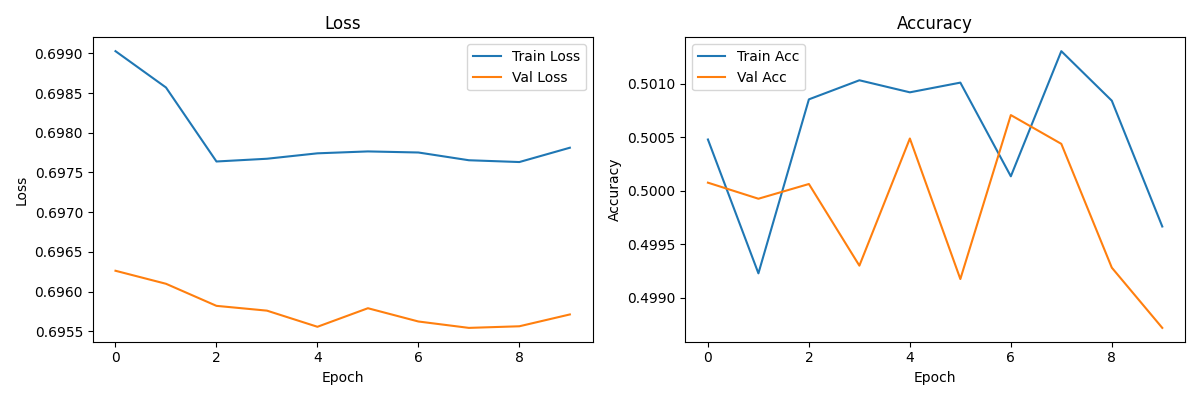 Loss
0.6990
0.6985
0.6980
0.6975
0.6970
0.6965
0.6960
0.6955
Loss
Train Loss
Val Loss
0 2 4 6 8
Epoch
Accuracy
0.5010
0.5005
0.5000
0.4995
0.4990
Accuracy
Train Acc
Val Acc
0 2 4 6 8
Epoch